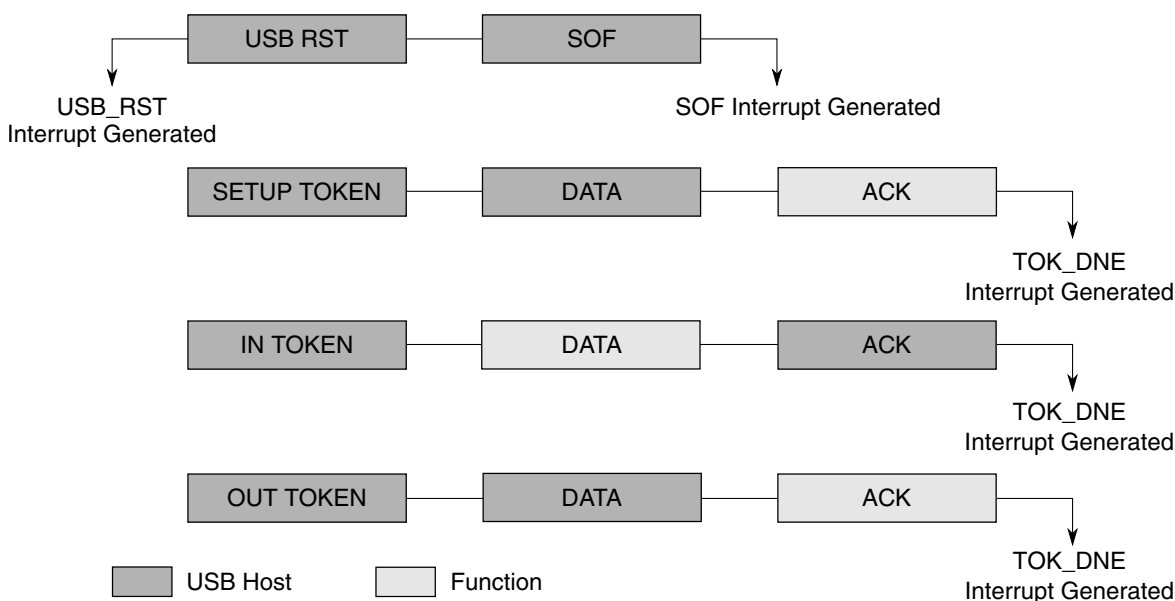 USB RST
SOF
USB_RST
Interrupt Generated
SOF Interrupt Generated
SETUP TOKEN
DATA
ACK
TOK_DNE
Interrupt Generated
IN TOKEN
DATA
ACK
TOK_DNE
Interrupt Generated
OUT TOKEN
DATA
ACK
TOK_DNE
Interrupt Generated
USB Host
Function